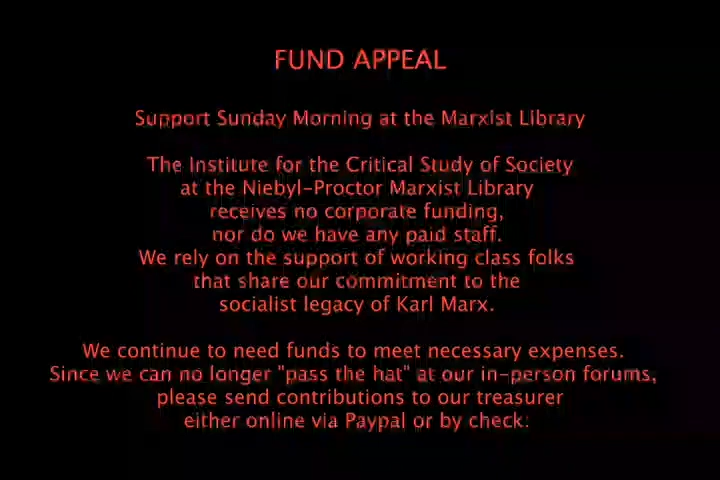 FUND APPEAL
Support Sunday Morning at the Marxist Library
The Institute for the Critical Study of Society
at the Niebyl-Proctor Marxist Library
receives no corporate funding,
nor do we have any paid staff.
We rely on the support of working class folks
that share our commitment to the
socialist legacy of Karl Marx.
We continue to need funds to meet necessary expenses.
Since we can no longer "pass the hat" at our in-person forums,
please send contributions to our treasurer
either online via Paypal or by check: